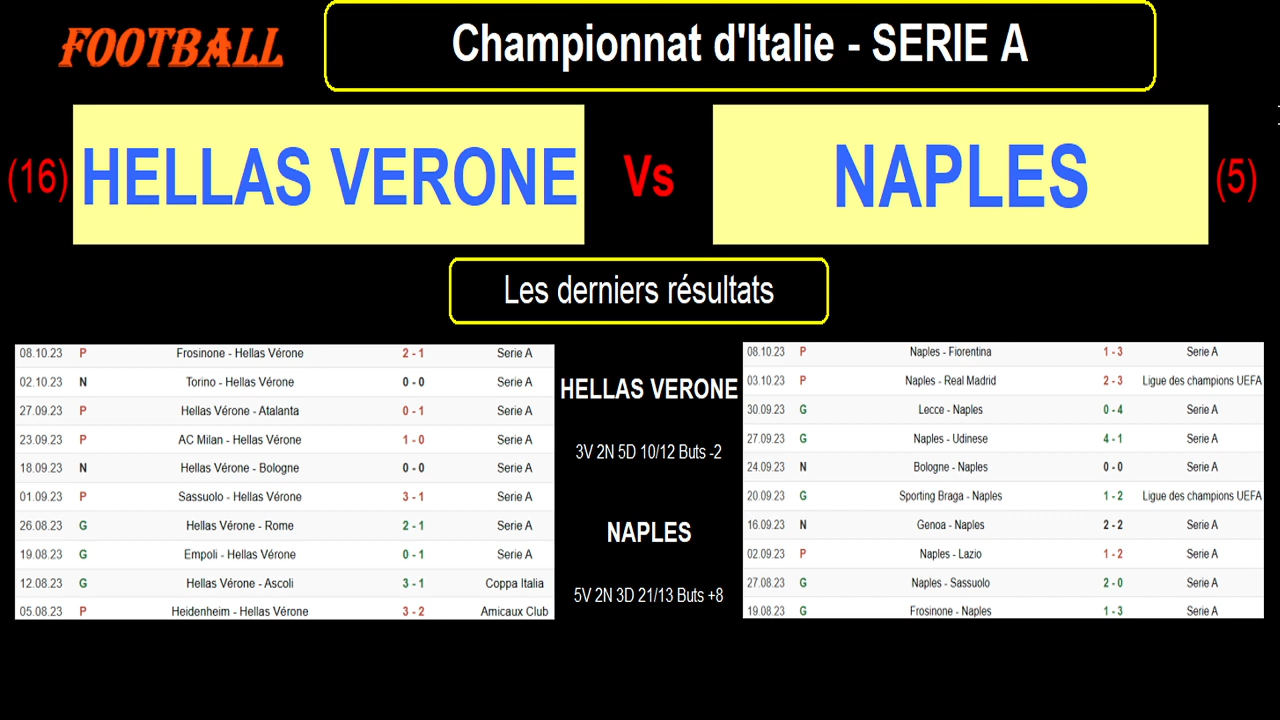 FOOTBALL
Championnat d'Italie - SERIE A
(16) HELLAS VERONE Vs NAPLES (5)
Les derniers résultats
08.10.23 P Frosinone - Hellas Vérone 2 - 1 Serie A
02.10.23 N Torino - Hellas Vérone 0 - 0 Serie A
27.09.23 P Hellas Vérone - Atalanta 0 - 1 Serie A
23.09.23 P AC Milan - Hellas Vérone 1 - 0 Serie A
18.09.23 N Hellas Vérone - Bologne 0 - 0 Serie A
01.09.23 P Sassuolo - Hellas Vérone 3 - 1 Serie A
26.08.23 G Hellas Vérone - Rome 2 - 1 Serie A
19.08.23 G Empoli - Hellas Vérone 0 - 1 Serie A
12.08.23 G Hellas Vérone - Ascoli 3 - 1 Coppa Italia
05.08.23 P Heidenheim - Hellas Vérone 3 - 2 Amicaux Club
HELLAS VERONE
3V 2N 5D 10/12 Buts -2
NAPLES
5V 2N 3D 21/13 Buts +8
08.10.23 P Naples - Fiorentina 1 - 3 Serie A
03.10.23 P Naples - Real Madrid 2 - 3 Ligue des champions UEFA
30.09.23 G Lecce - Naples 0 - 4 Serie A
27.09.23 G Naples - Udinese 4 - 1 Serie A
24.09.23 N Bologne - Naples 0 - 0 Serie A
20.09.23 G Sporting Braga - Naples 1 - 2 Ligue des champions UEFA
16.09.23 N Genoa - Naples 2 - 2 Serie A
02.09.23 P Naples - Lazio 1 - 2 Serie A
27.08.23 G Naples - Sassuolo 2 - 0 Serie A
19.08.23 G Frosinone - Naples 1 - 3 Serie A